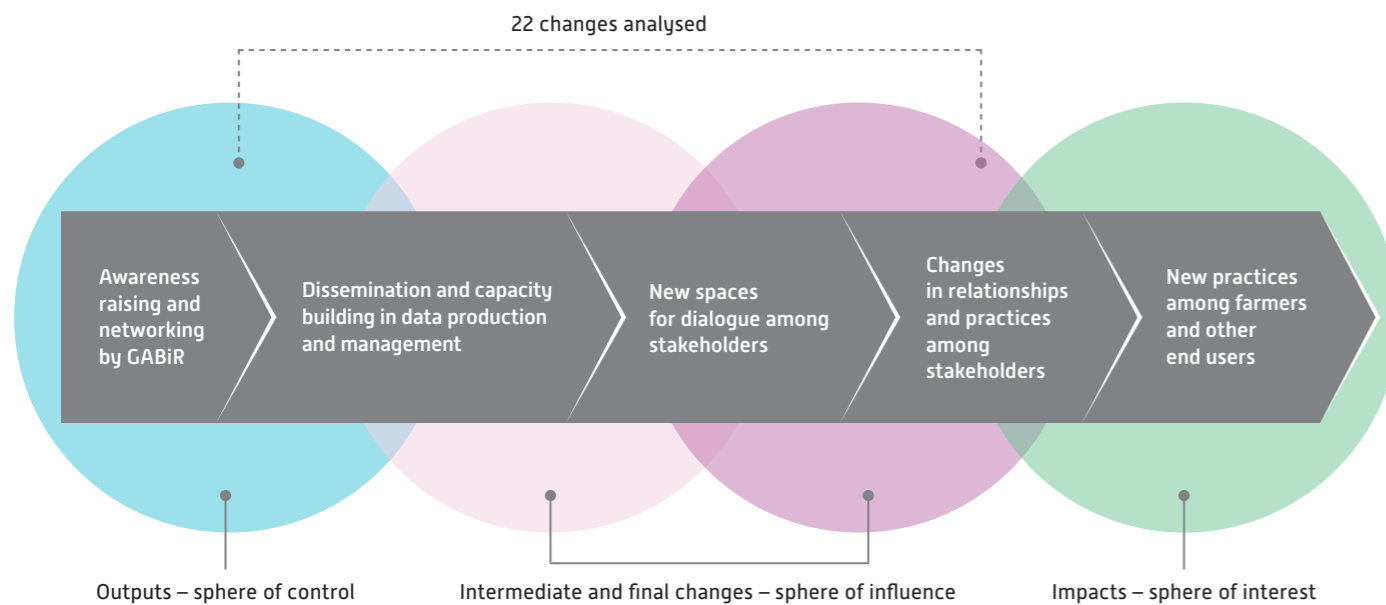 22 changes analysed
Awareness
raising and
networking
by GABiR
Dissemination and capacity
building in data production
and management
New spaces
for dialogue among
stakeholders
Changes
in relationships
and practices
among
stakeholders
New practices
among farmers
and other
end users
Outputs – sphere of control
Intermediate and final changes – sphere of influence
Impacts – sphere of interest